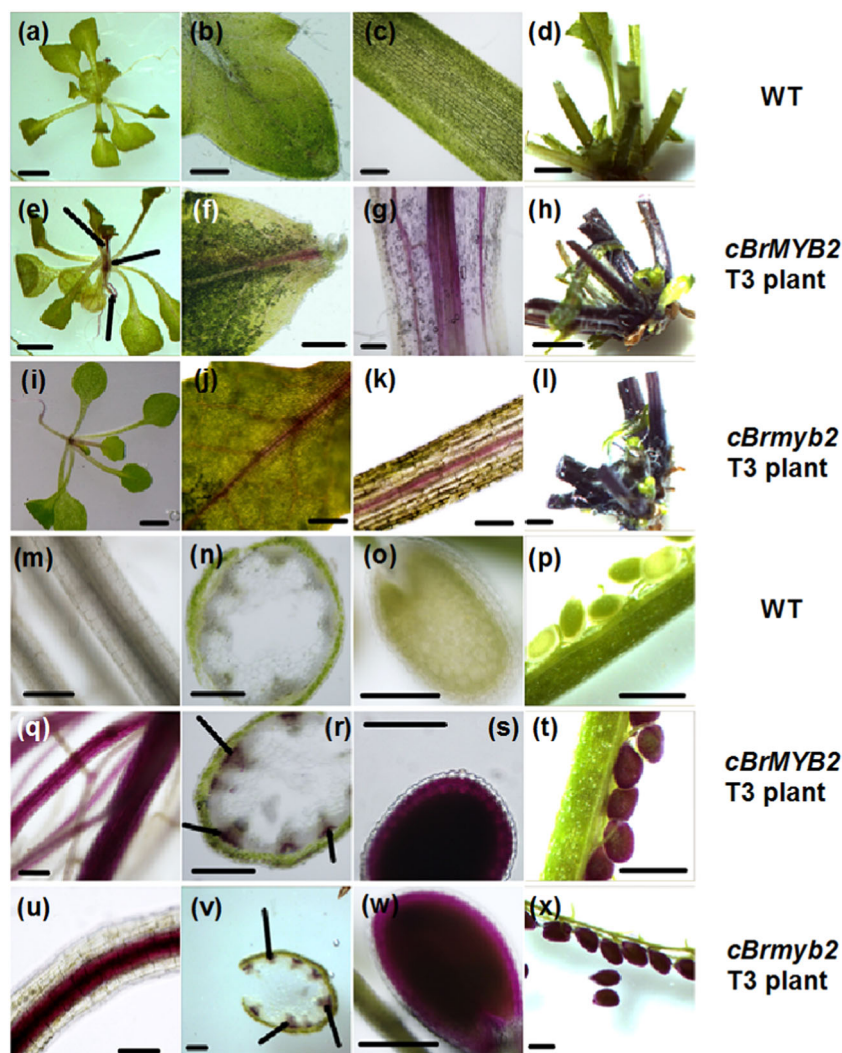 (a) (b) (c) (d) WT
(e) (f) (g) (h) cBrMYB2
T3 plant
(i) (j) (k) (l) cBrmyb2
T3 plant
(m) (n) (o) (p) WT
(q) (r) (s) (t) cBrMYB2
T3 plant
(u) (v) (w) (x) cBrmyb2
T3 plant